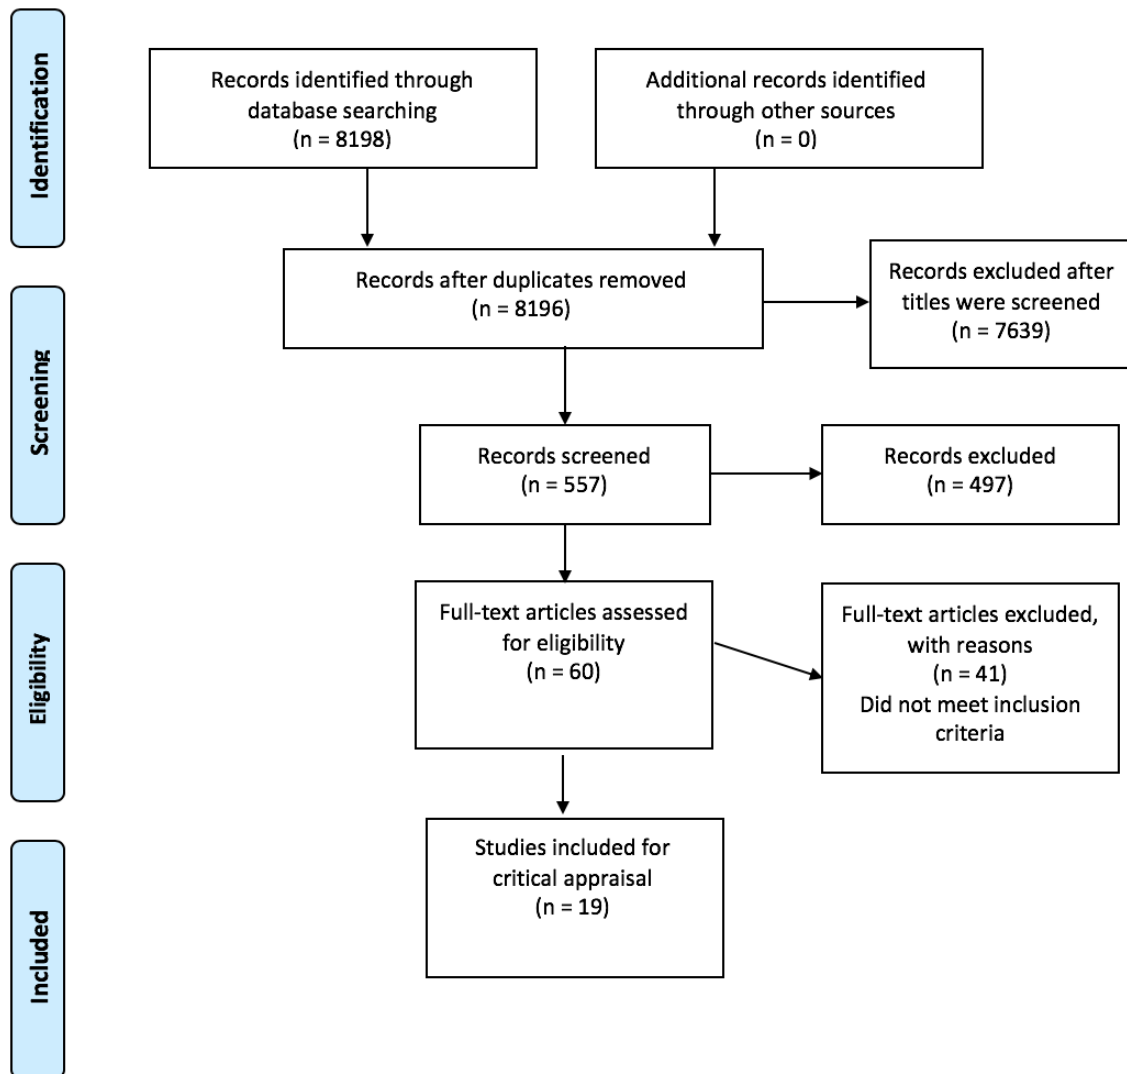 Identification
Records identified through
database searching
(n = 8198)
Additional records identified
through other sources
(n = 0)
Records after duplicates removed
(n = 8196)
Records excluded after
titles were screened
(n = 7639)
Screening
Records screened
(n = 557)
Records excluded
(n = 497)
Eligibility
Full-text articles assessed
for eligibility
(n = 60)
Full-text articles excluded,
with reasons
(n = 41)
Did not meet inclusion
criteria
Included
Studies included for
critical appraisal
(n = 19)